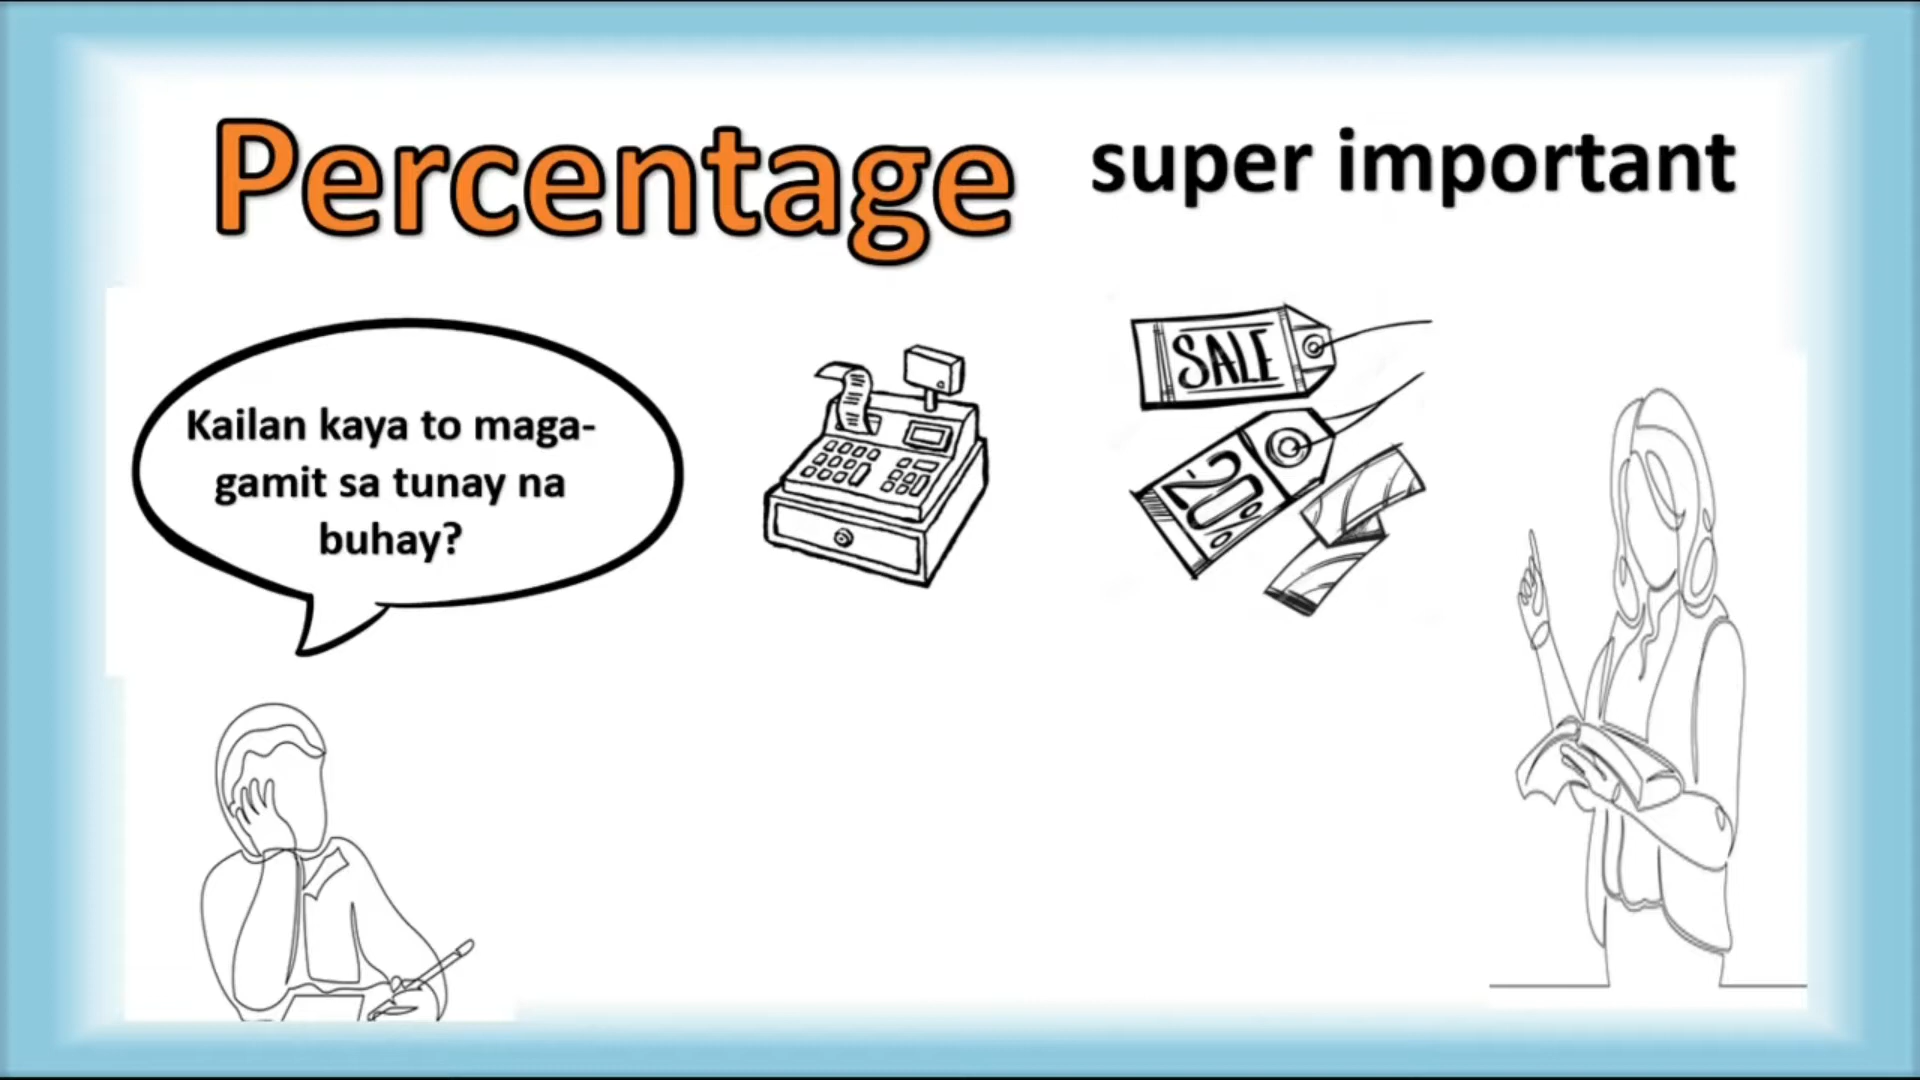 Percentage
super important
Kailan kaya to maga-
gamit sa tunay na
buhay?
SALE
-20%